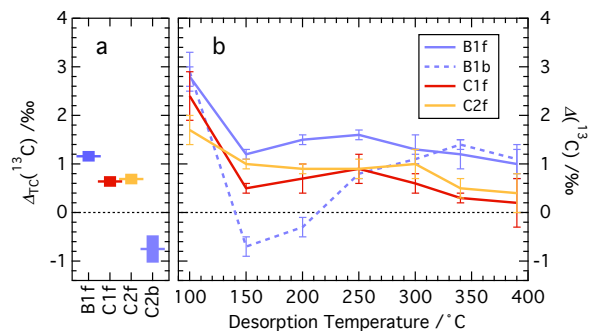 a
b
4
3
2
1
0
-1
Δ_TC(¹³C) /‰
B1f
C1f
C2f
C2b
B1f
B1b
C1f
C2f
4
3
2
1
0
-1
Δ(¹³C) /‰
100 150 200 250 300 350 400
Desorption Temperature /˚C